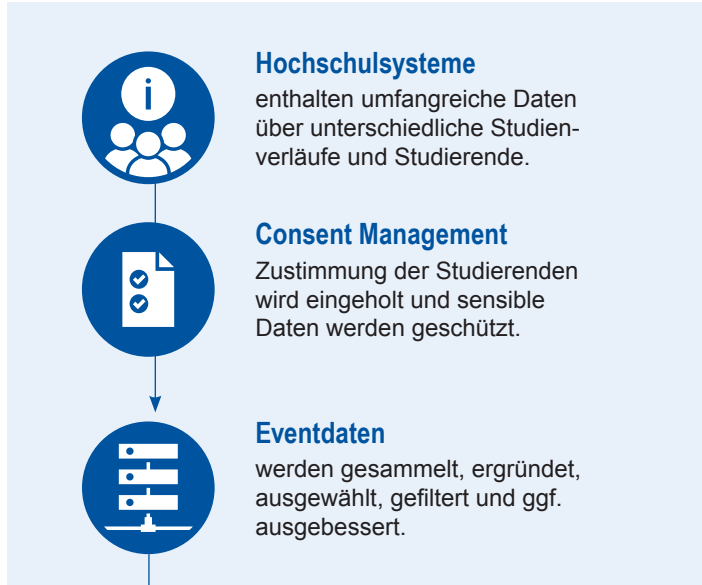 i
Hochschulsysteme
enthalten umfangreiche Daten
über unterschiedliche Studien-
verläufe und Studierende.
Consent Management
Zustimmung der Studierenden
wird eingeholt und sensible
Daten werden geschützt.
Eventdaten
werden gesammelt, ergründet,
ausgewählt, gefiltert und ggf.
ausgebessert.